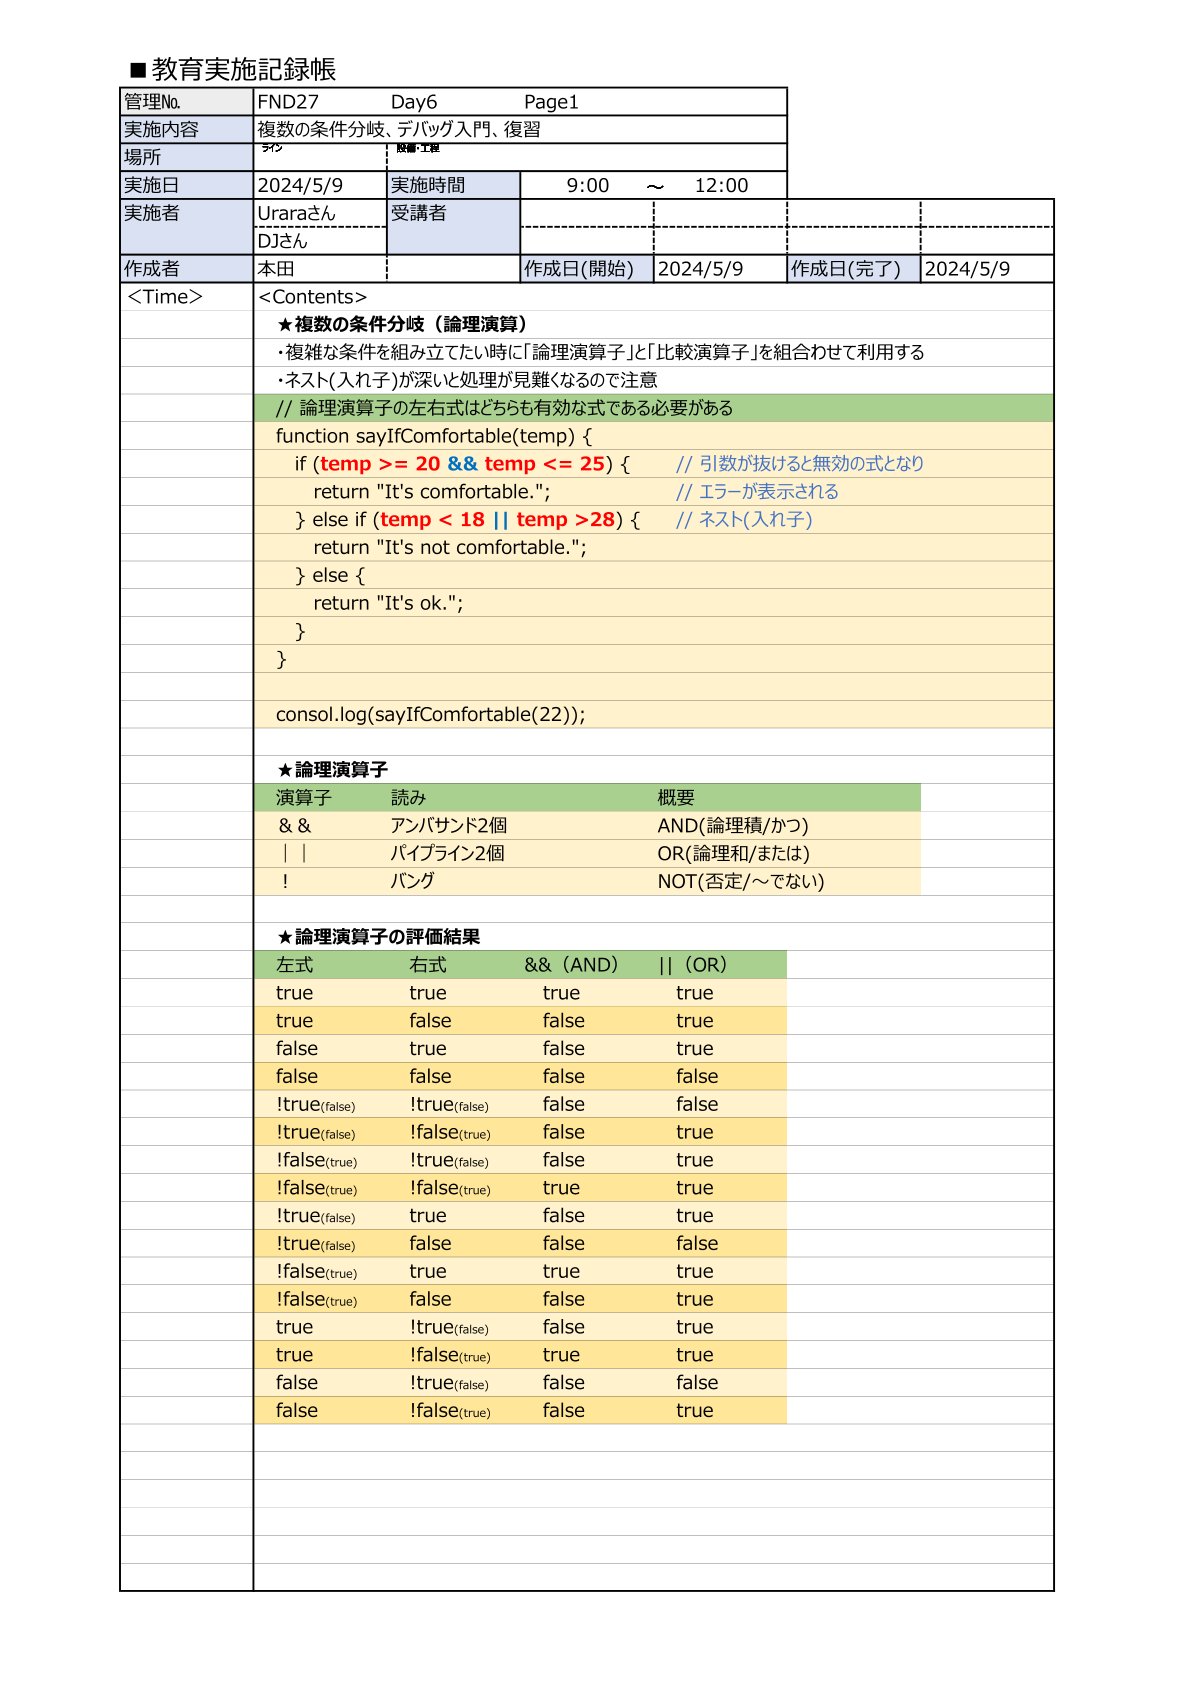 ■教育実施記録帳
管理No. FND27 Day6 Page1
実施内容 複数の条件分岐、デバッグ入門、復習
場所 ライン 設備・工程
実施日 2024/5/9 実施時間 9:00 ～ 12:00
実施者 Uraraさん 受講者
DJさん
作成者 本田 作成日(開始) 2024/5/9 作成日(完了) 2024/5/9
＜Time＞ <Contents>
★複数の条件分岐（論理演算）
・複雑な条件を組み立てたい時に「論理演算子」と「比較演算子」を組合わせて利用する
・ネスト(入れ子)が深いと処理が見難くなるので注意
// 論理演算子の左右式はどちらも有効な式である必要がある
function sayIfComfortable(temp) {
if (temp >= 20 && temp <= 25) { // 引数が抜けると無効の式となり
return "It's comfortable."; // エラーが表示される
} else if (temp < 18 || temp >28) { // ネスト(入れ子)
return "It's not comfortable.";
} else {
return "It's ok.";
}
}
consol.log(sayIfComfortable(22));
★論理演算子
演算子 読み 概要
& & アンパサンド2個 AND(論理積/かつ)
｜｜ パイプライン2個 OR(論理和/または)
! バング NOT(否定/～でない)
★論理演算子の評価結果
左式 右式 &&（AND） ||（OR）
true true true true
true false false true
false true false true
false false false false
!true(false) !true(false) false false
!true(false) !false(true) false true
!false(true) !true(false) false true
!false(true) !false(true) true true
!true(false) true false true
!true(false) false false false
!false(true) true true true
!false(true) false false true
true !true(false) false true
true !false(true) true true
false !true(false) false false
false !false(true) false true